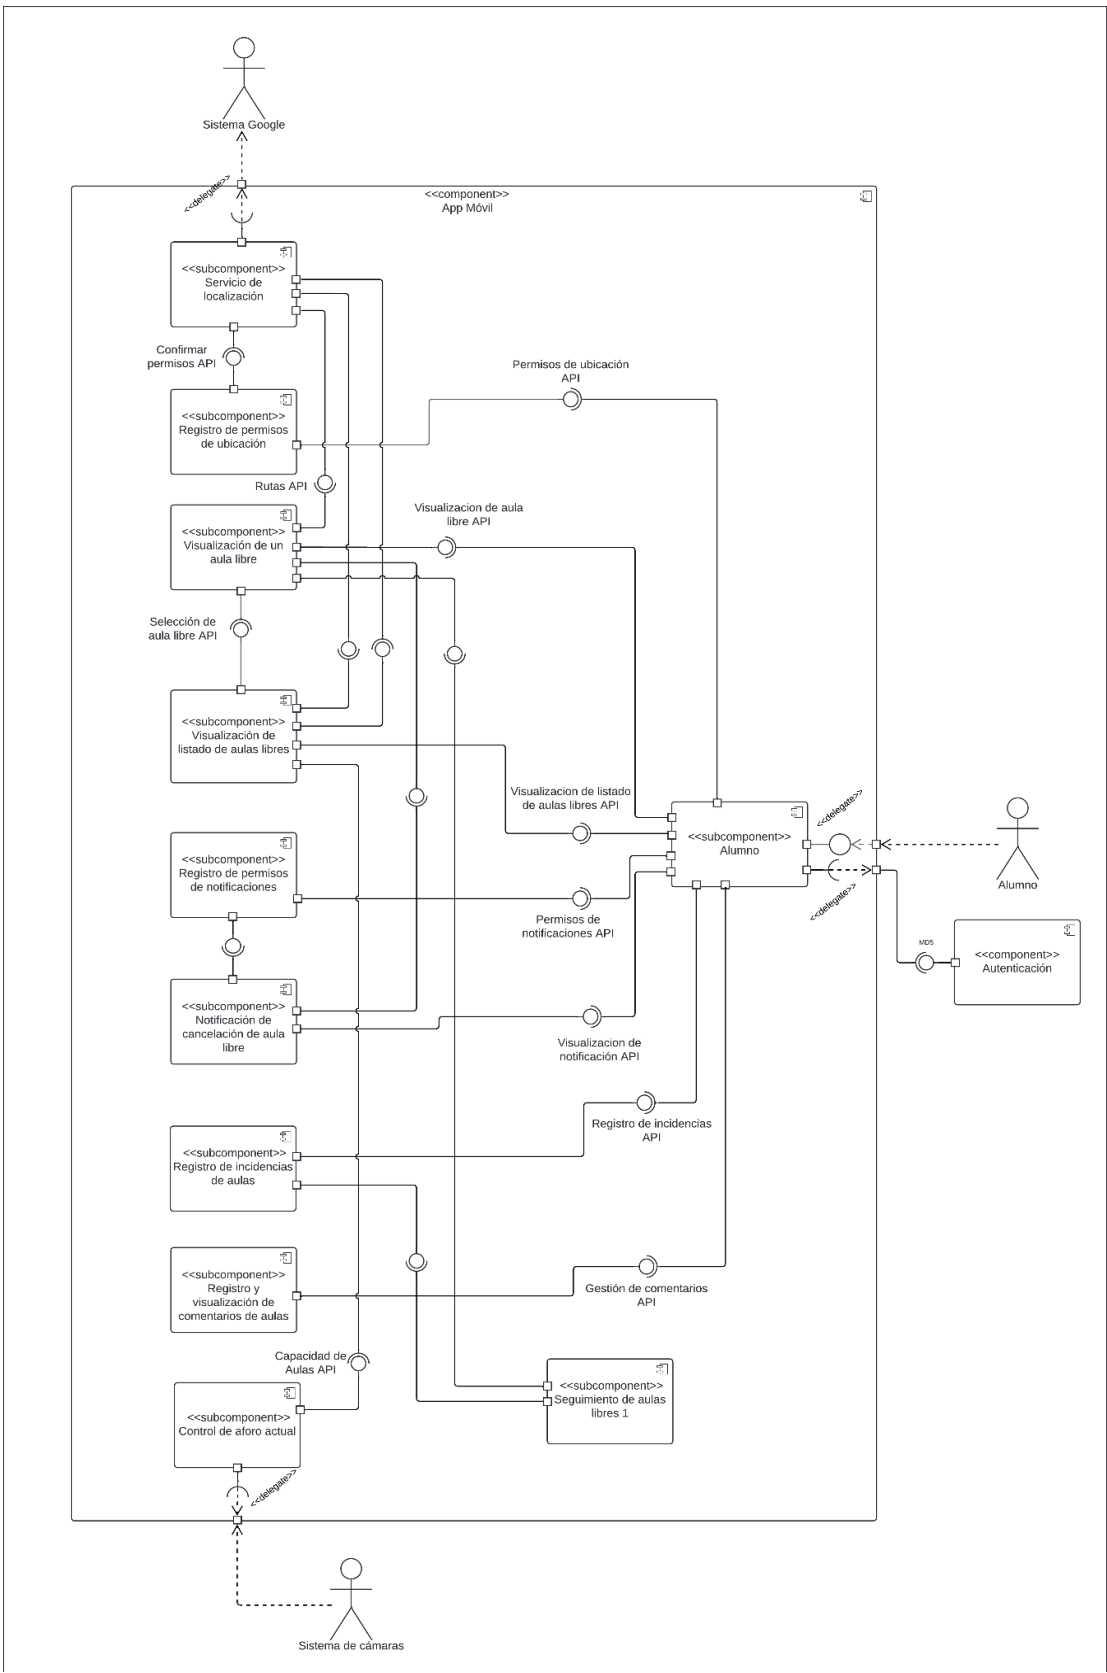 Sistema Google
<<delegate>>
<<component>>
App Móvil
<<subcomponent>>
Servicio de
localización
Confirmar
permisos API
Permisos de ubicación
API
<<subcomponent>>
Registro de permisos
de ubicación
Rutas API
Visualizacion de aula
libre API
<<subcomponent>>
Visualización de un
aula libre
Selección de
aula libre API
<<subcomponent>>
Visualización de
listado de aulas libres
Visualizacion de listado
de aulas libres API
<<delegate>>
<<subcomponent>>
Alumno
<<delegate>>
Alumno
<<subcomponent>>
Registro de permisos
de notificaciones
Permisos de
notificaciones API
MD5
<<component>>
Autenticación
<<subcomponent>>
Notificación de
cancelación de aula
libre
Visualizacion de
notificación API
Registro de incidencias
API
<<subcomponent>>
Registro de incidencias
de aulas
<<subcomponent>>
Registro y
visualización de
comentarios de aulas
Gestión de comentarios
API
Capacidad de
Aulas API
<<subcomponent>>
Seguimiento de aulas
libres 1
<<subcomponent>>
Control de aforo actual
<<delegate>>
Sistema de cámaras